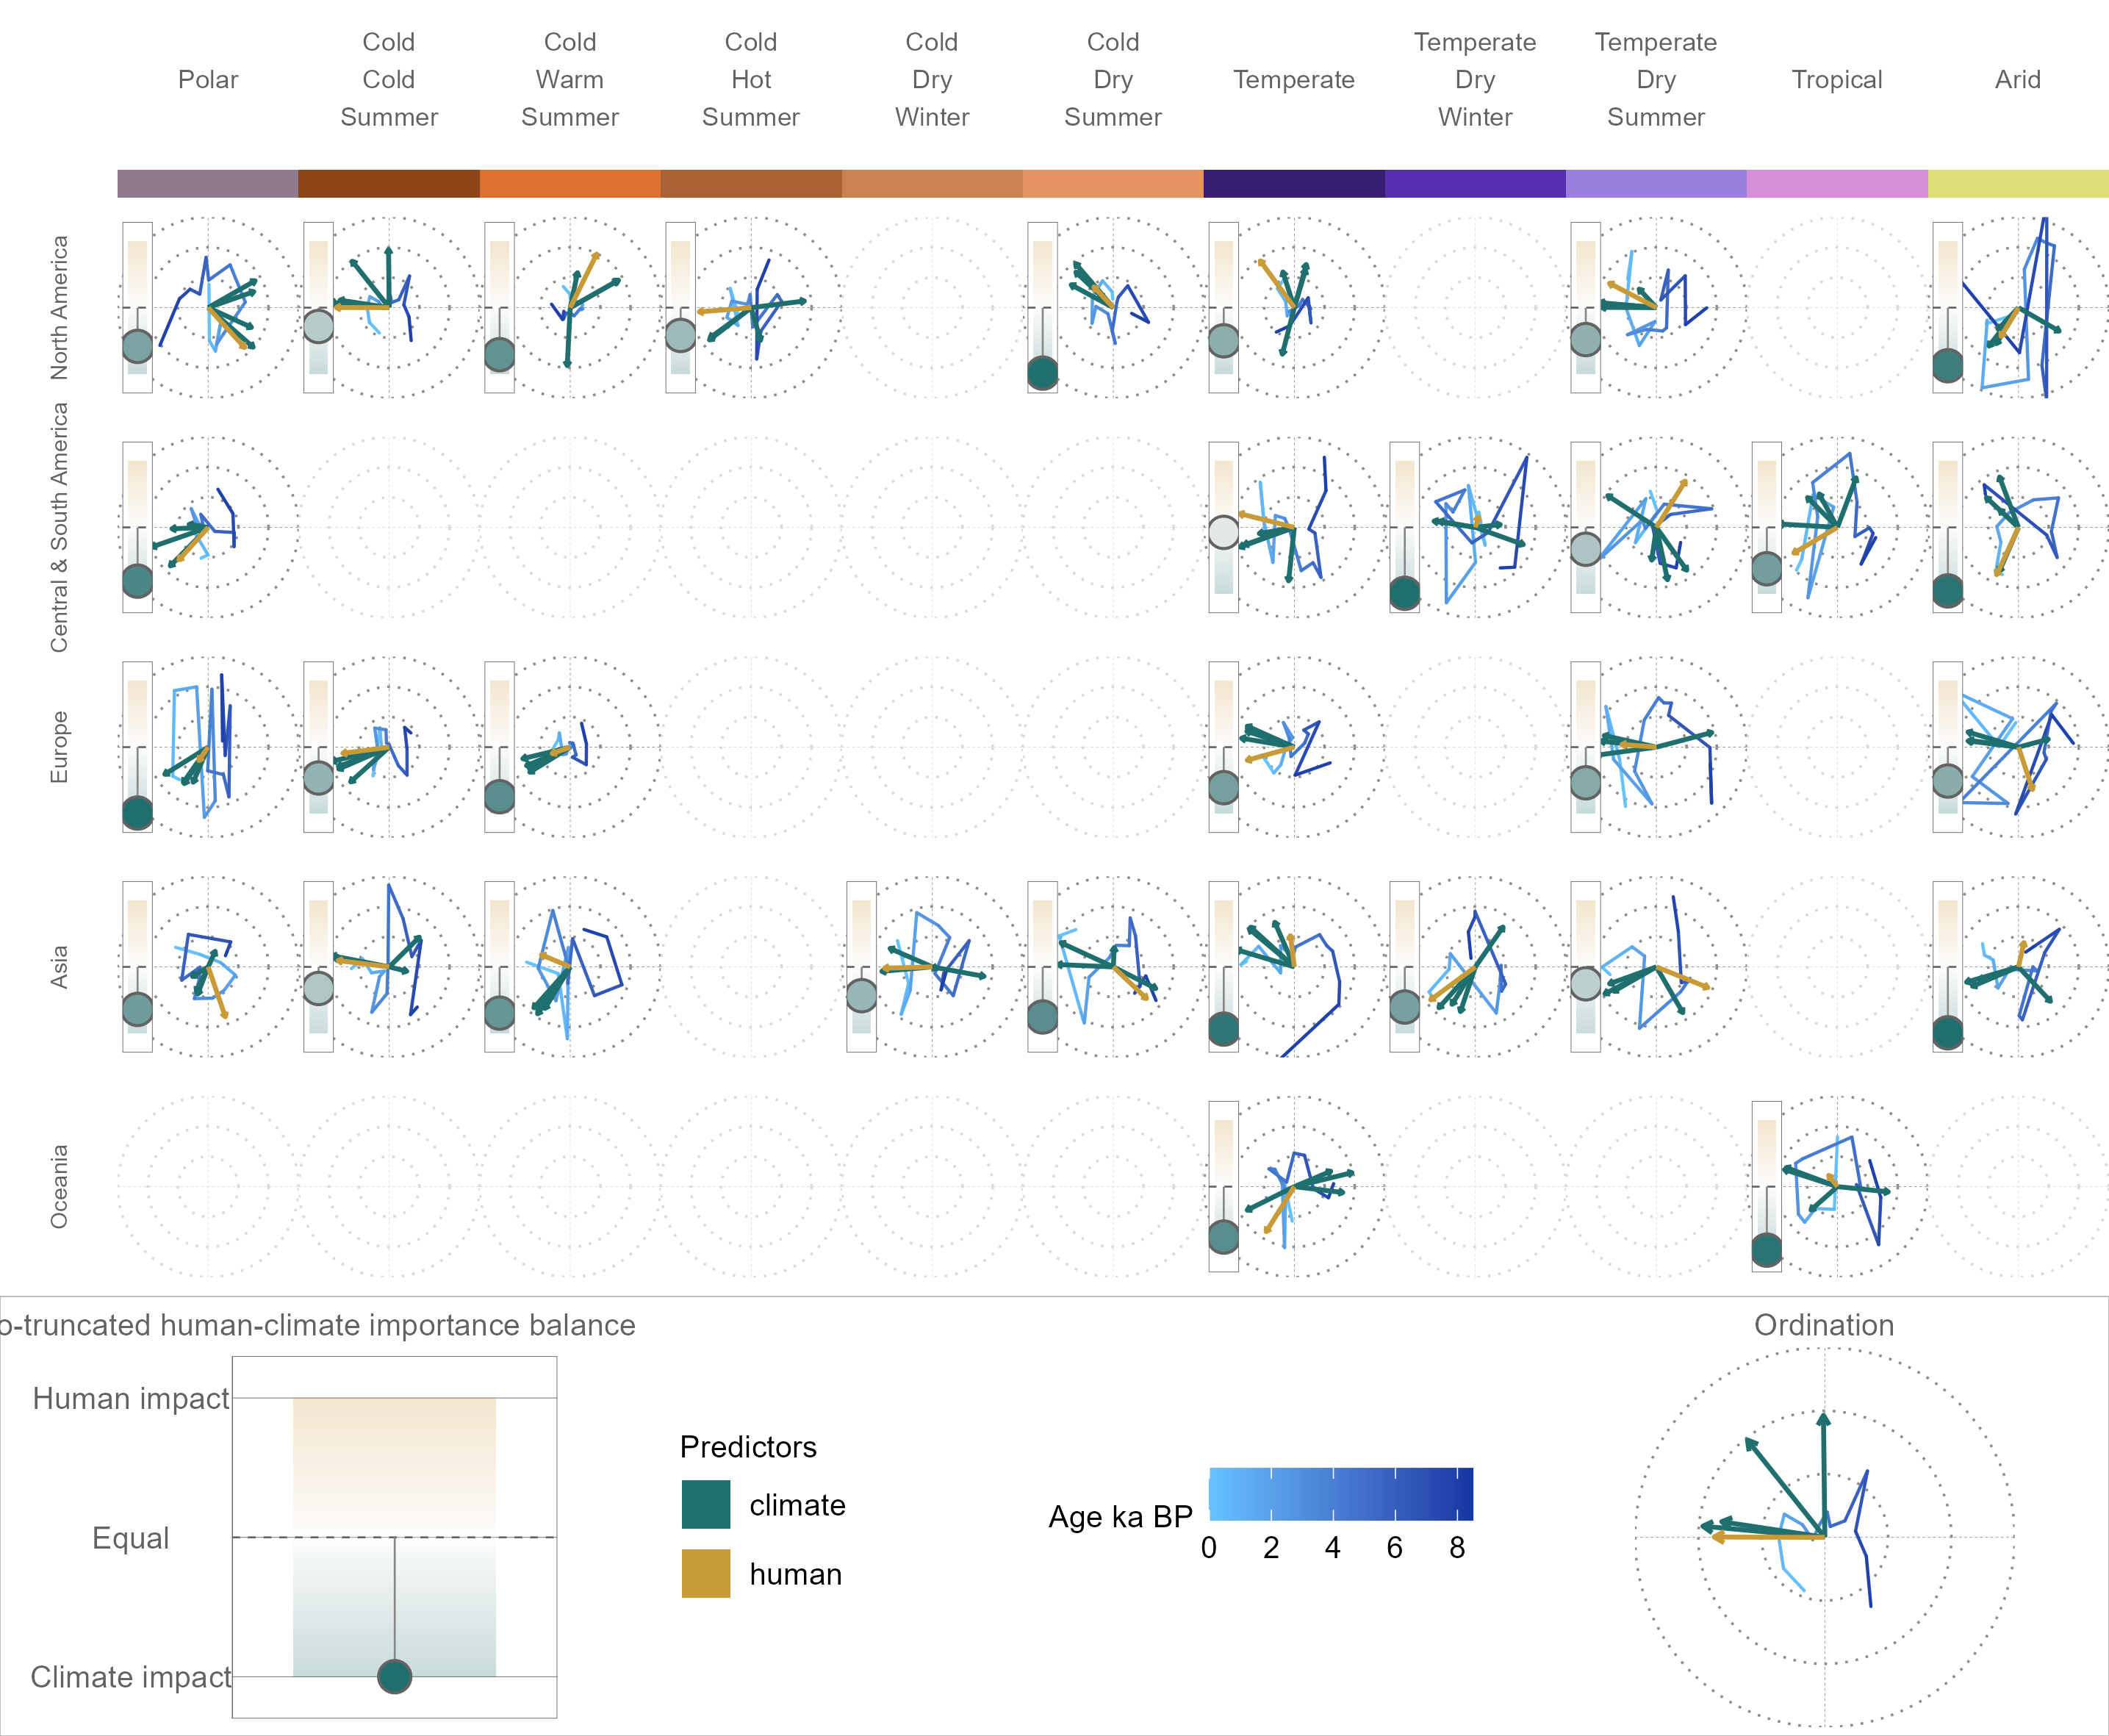 Cold Cold Cold Cold Cold Temperate Temperate
Polar Cold Warm Hot Dry Dry Temperate Dry Dry Tropical Arid
Summer Summer Summer Winter Summer Winter Summer
North America
Central & South America
Europe
Asia
Oceania
o-truncated human-climate importance balance
Ordination
Human impact
Equal
Climate impact
Predictors
climate
human
Age ka BP
0 2 4 6 8